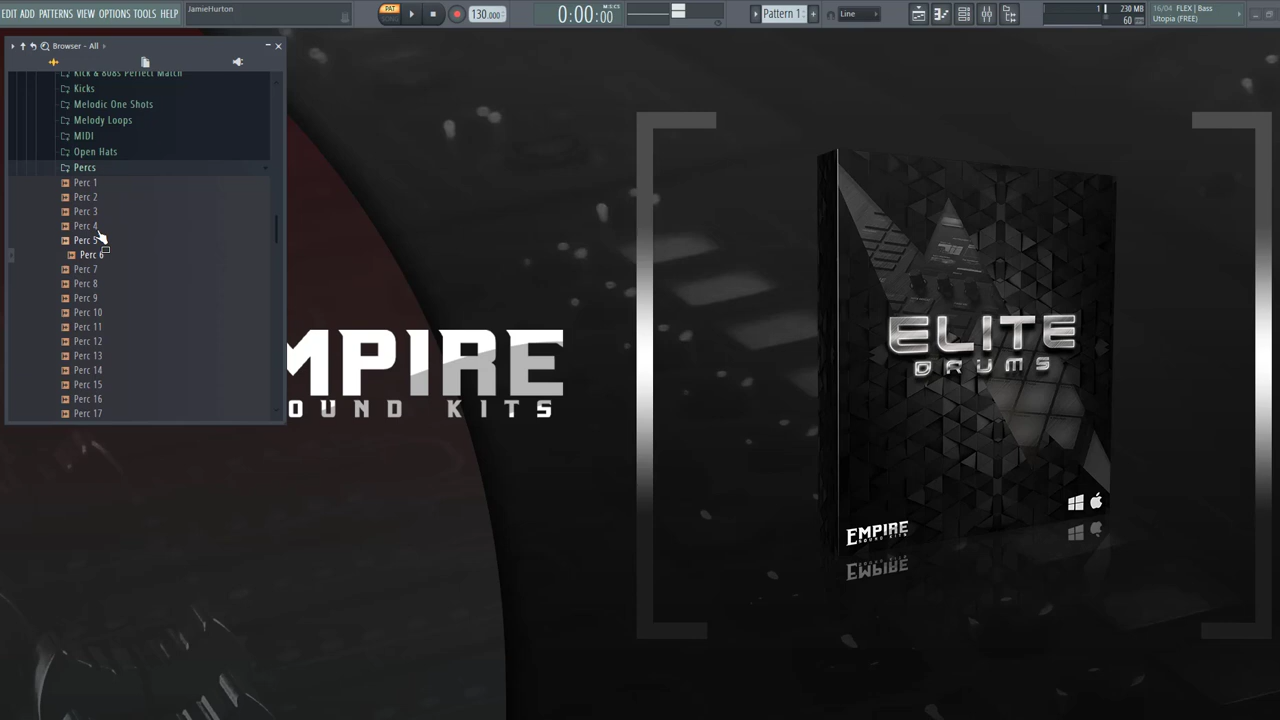 EDIT ADD PATTERNS VIEW OPTIONS TOOLS HELP
JamieHurton
PAT
SONG
130.000
0:00:00
M:S:CS
Pattern 1
Line
1
230 MB
60
16/04 FLEX | Bass
Utopia (FREE)
Browser - All
Kick & 808s Perfect Match
Kicks
Melodic One Shots
Melody Loops
MIDI
Open Hats
Percs
Perc 1
Perc 2
Perc 3
Perc 4
Perc 5
Perc 6
Perc 7
Perc 8
Perc 9
Perc 10
Perc 11
Perc 12
Perc 13
Perc 14
Perc 15
Perc 16
Perc 17
MPIRE
OUND KITS
ELITE
DRUMS
EMPIRE
SOUND KITS